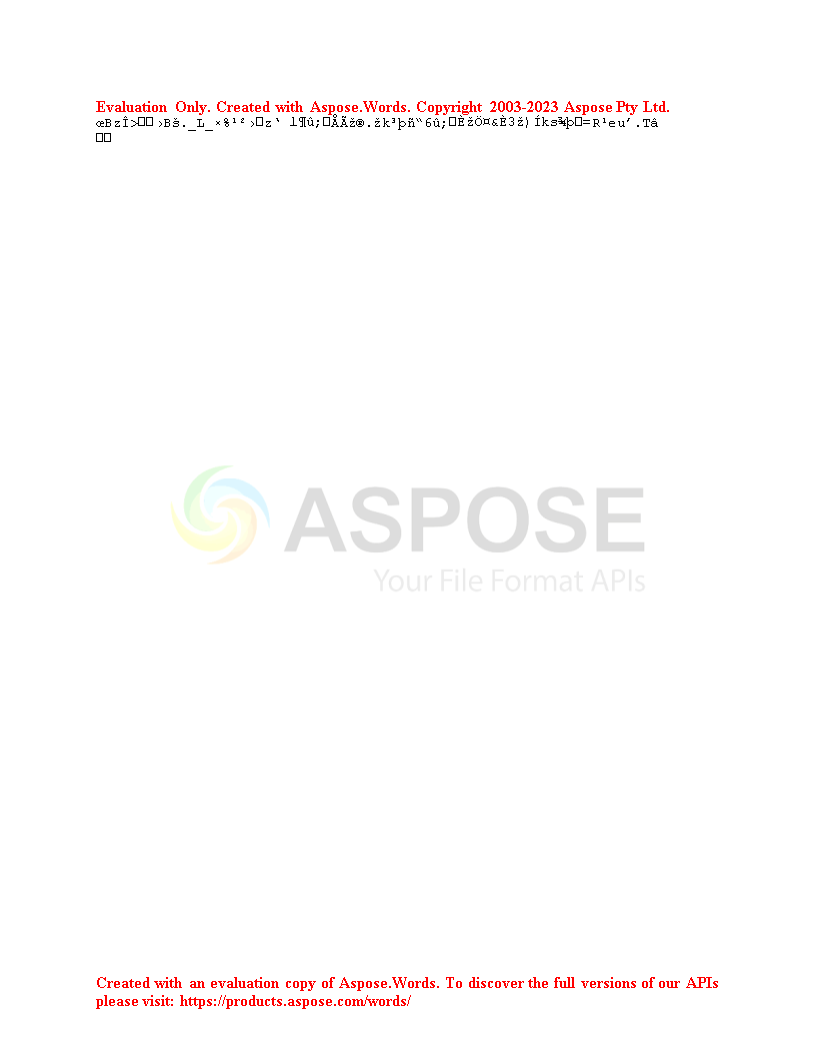 Evaluation Only. Created with Aspose.Words. Copyright 2003-2023 Aspose Pty Ltd.
œBzÎ>□□›Bš._L_×%¹²›□z‘ ┴¶û;□ÅÃž®.žk³þñ“6û;□ÈžÖ¤&È3ž)Íks¾þ□=R¹eu’.Tá
□□
ASPOSE
Your File Format APIs
Created with an evaluation copy of Aspose.Words. To discover the full versions of our APIs
please visit: https://products.aspose.com/words/